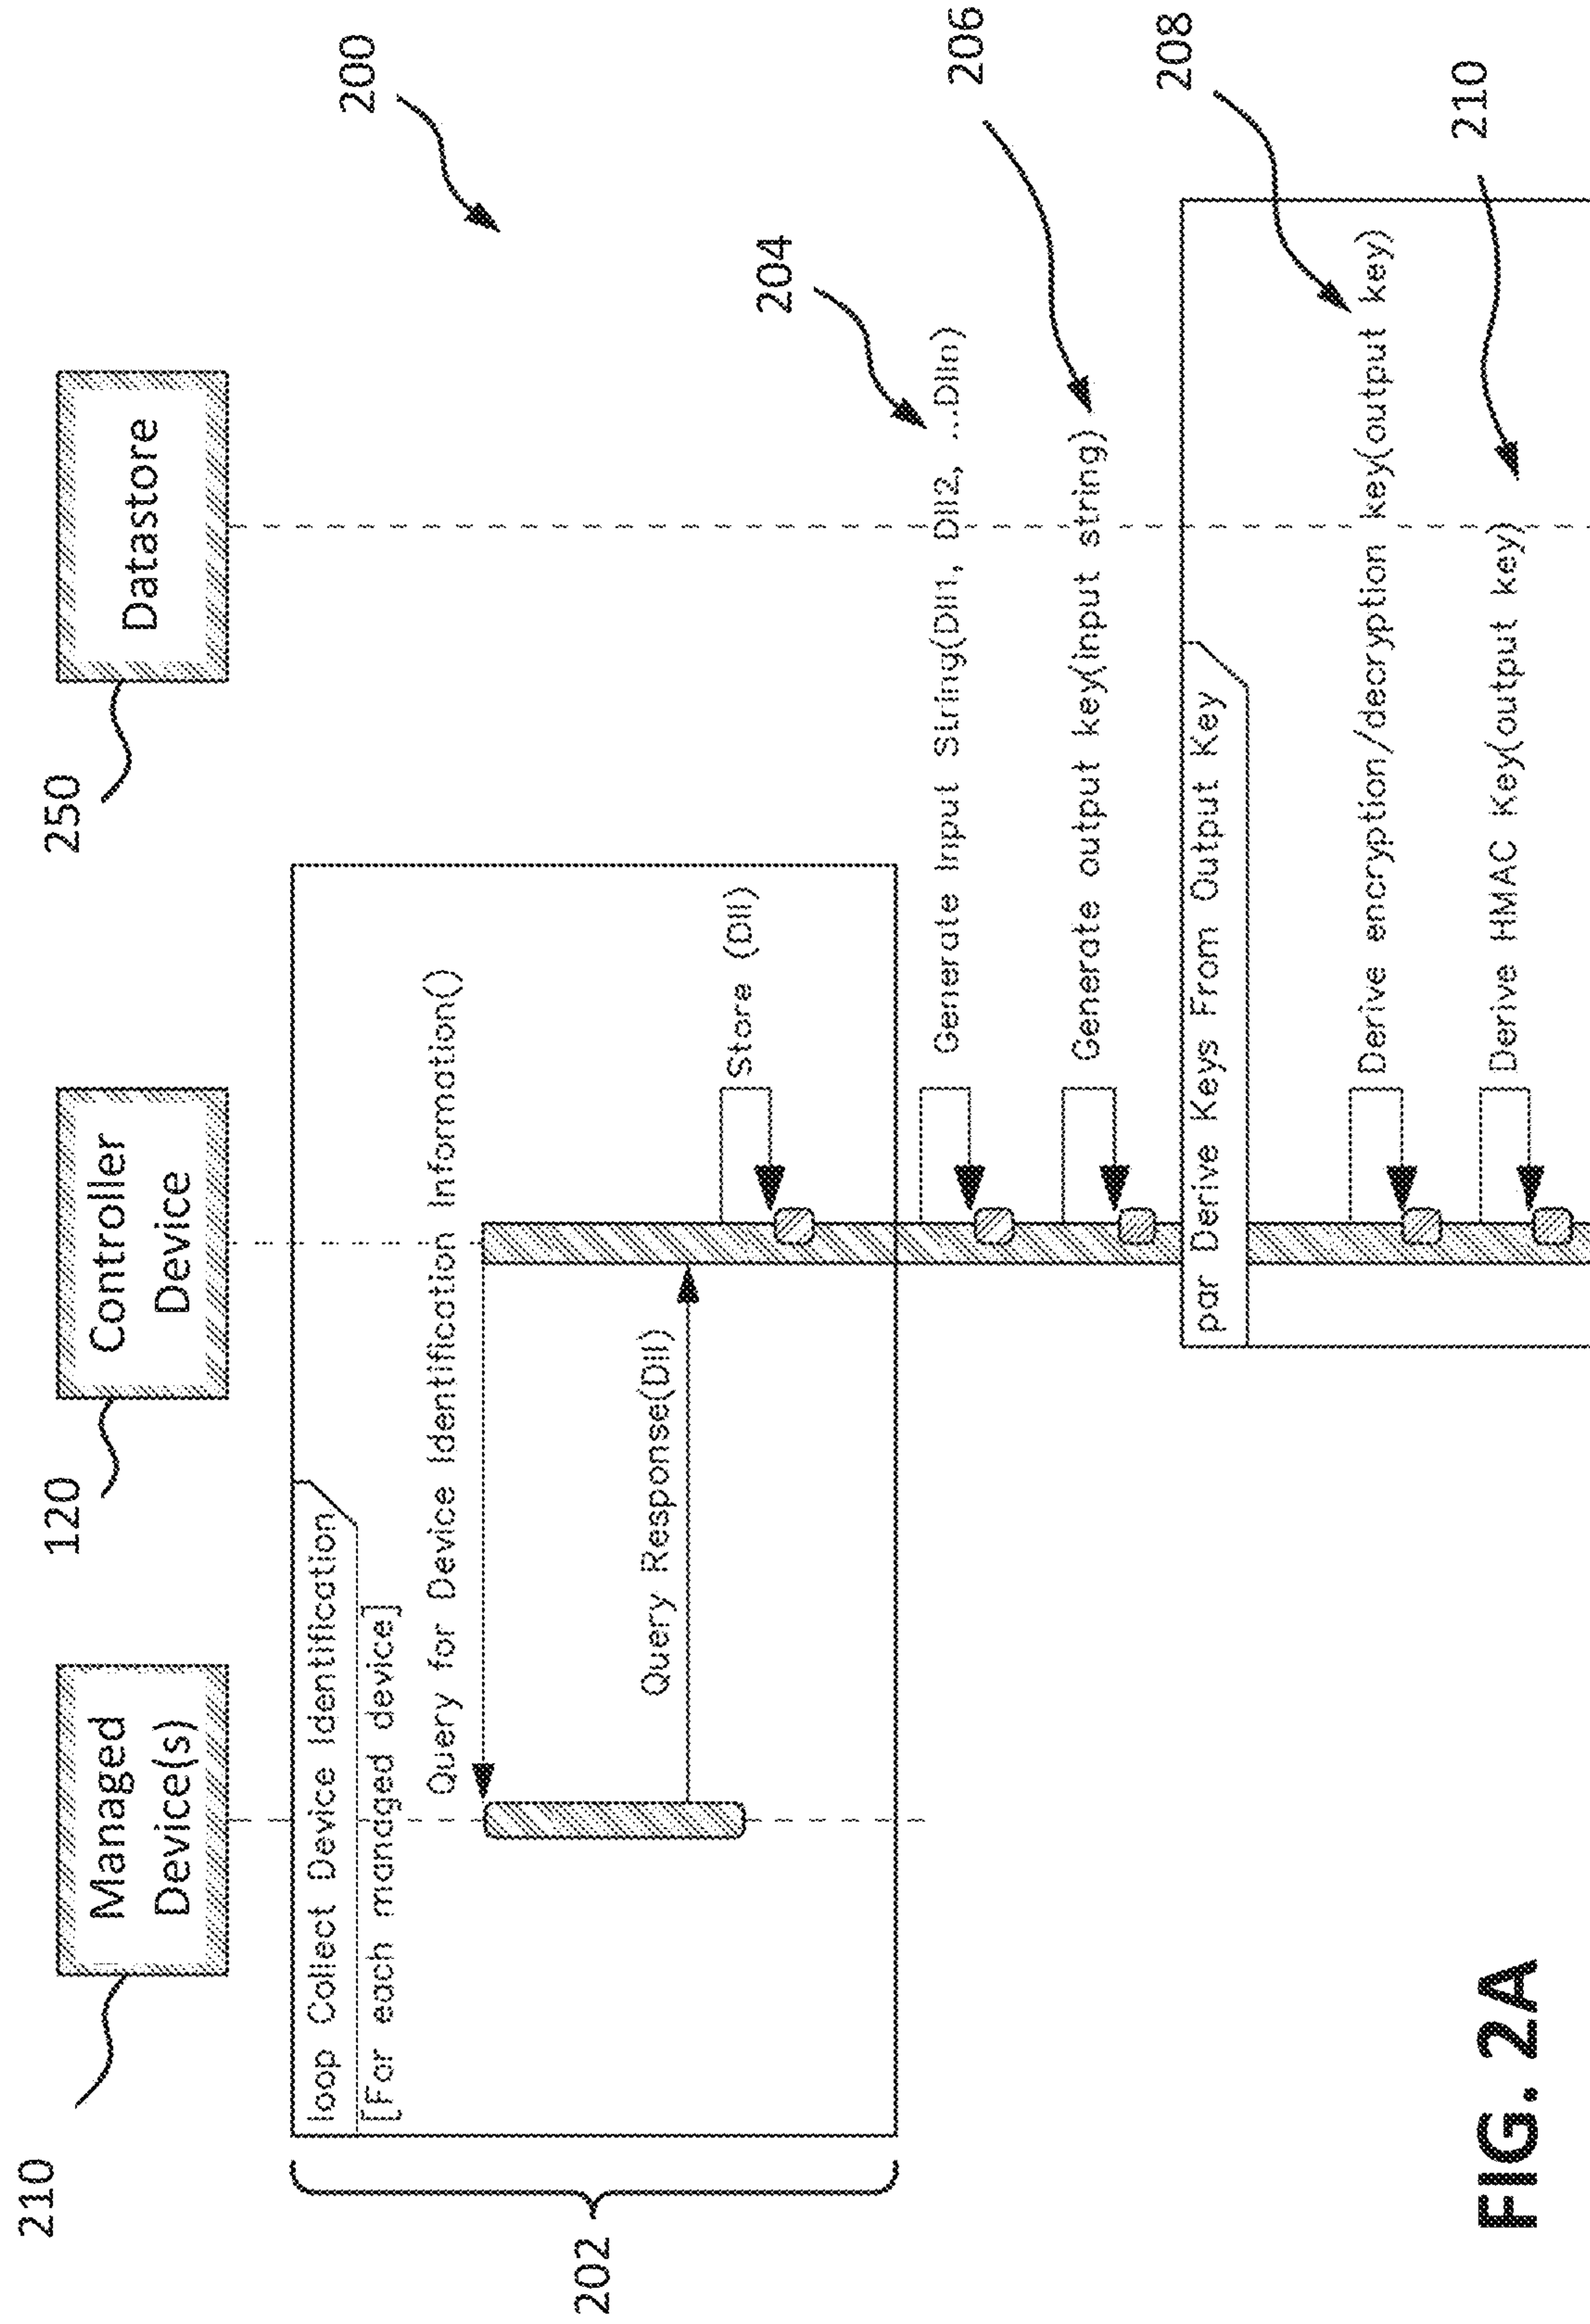 210
Managed
Device(s)
120
Controller
Device
250
Datastore
200
202
loop Collect Device Identification
[For each managed device]
Query for Device Identification Information()
Query Response(DII)
Store (DII)
204
Generate Input String(DII1, DII2, ...DIIn)
206
Generate output key(input string)
par Derive Keys From Output Key
208
Derive encryption/decryption key(output key)
210
Derive HMAC Key(output key)
FIG. 2A